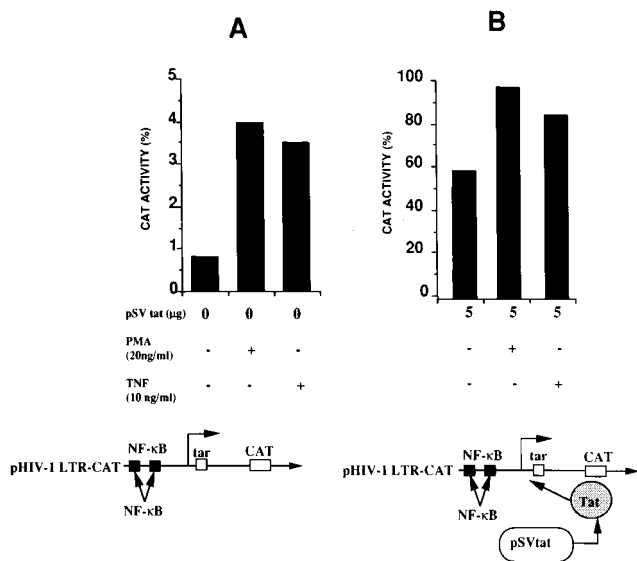 A
CAT ACTIVITY (%)
5
4
3
2
1
0
pSV tat (µg) 0 0 0
PMA - + -
(20ng/ml)
TNF - - +
(10 ng/ml)
pHIV-1 LTR-CAT
NF-κB
tar
CAT
NF-κB
B
CAT ACTIVITY (%)
100
80
60
40
20
0
5 5 5
- + -
- - +
pHIV-1 LTR-CAT
NF-κB
tar
CAT
NF-κB
Tat
pSVtat